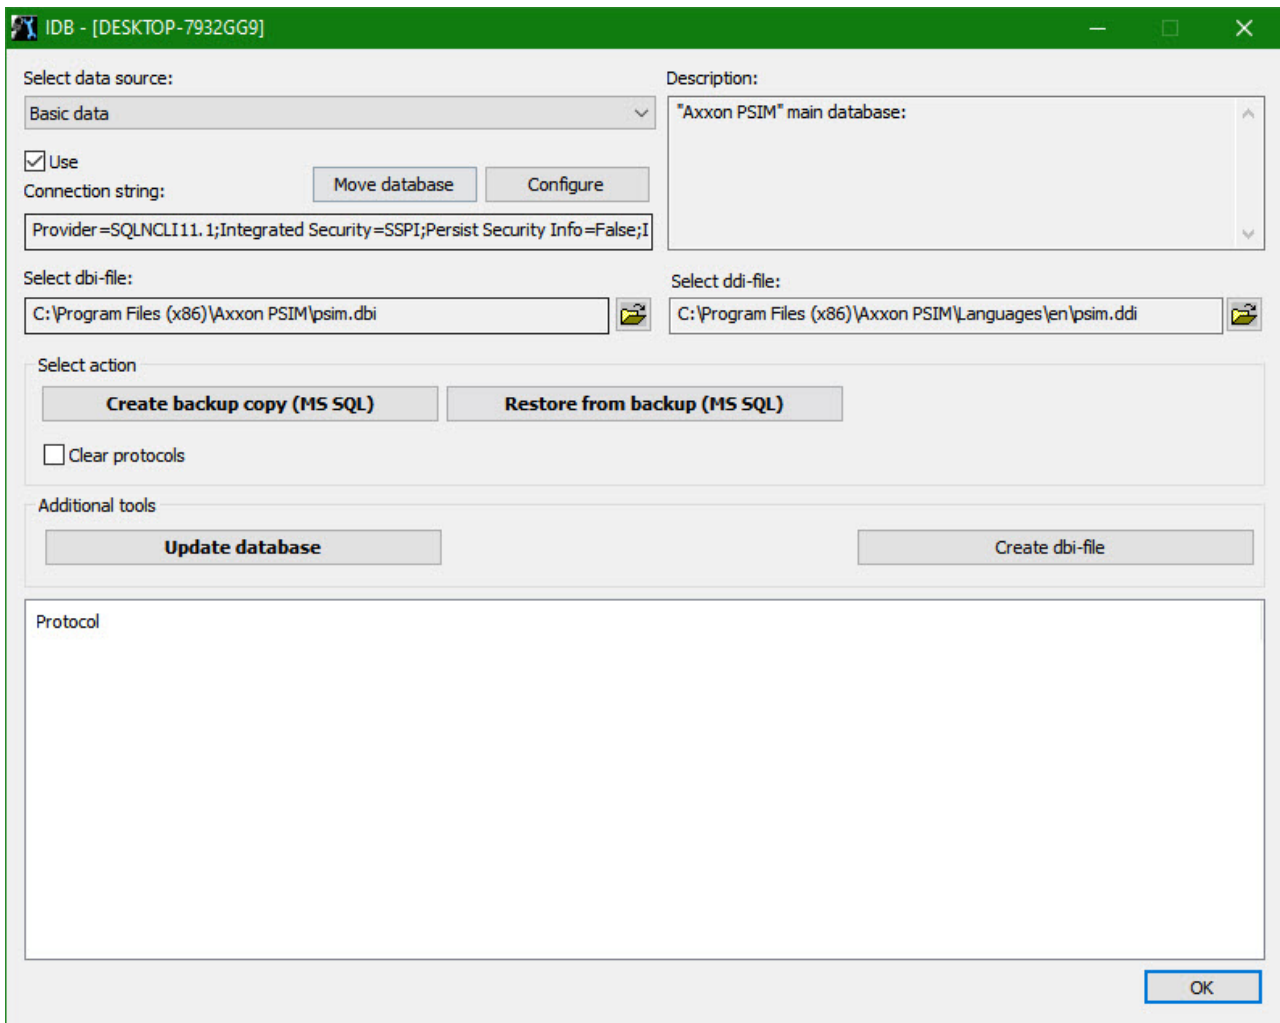 IDB - [DESKTOP-7932GG9]
Select data source:
Basic data
Description:
"Axxon PSIM" main database:
Use
Connection string:
Move database
Configure
Provider=SQLNCLI11.1;Integrated Security=SSPI;Persist Security Info=False;I
Select dbi-file:
C:\Program Files (x86)\Axxon PSIM\psim.dbi
Select ddi-file:
C:\Program Files (x86)\Axxon PSIM\Languages\en\psim.ddi
Select action
Create backup copy (MS SQL)
Restore from backup (MS SQL)
Clear protocols
Additional tools
Update database
Create dbi-file
Protocol
OK